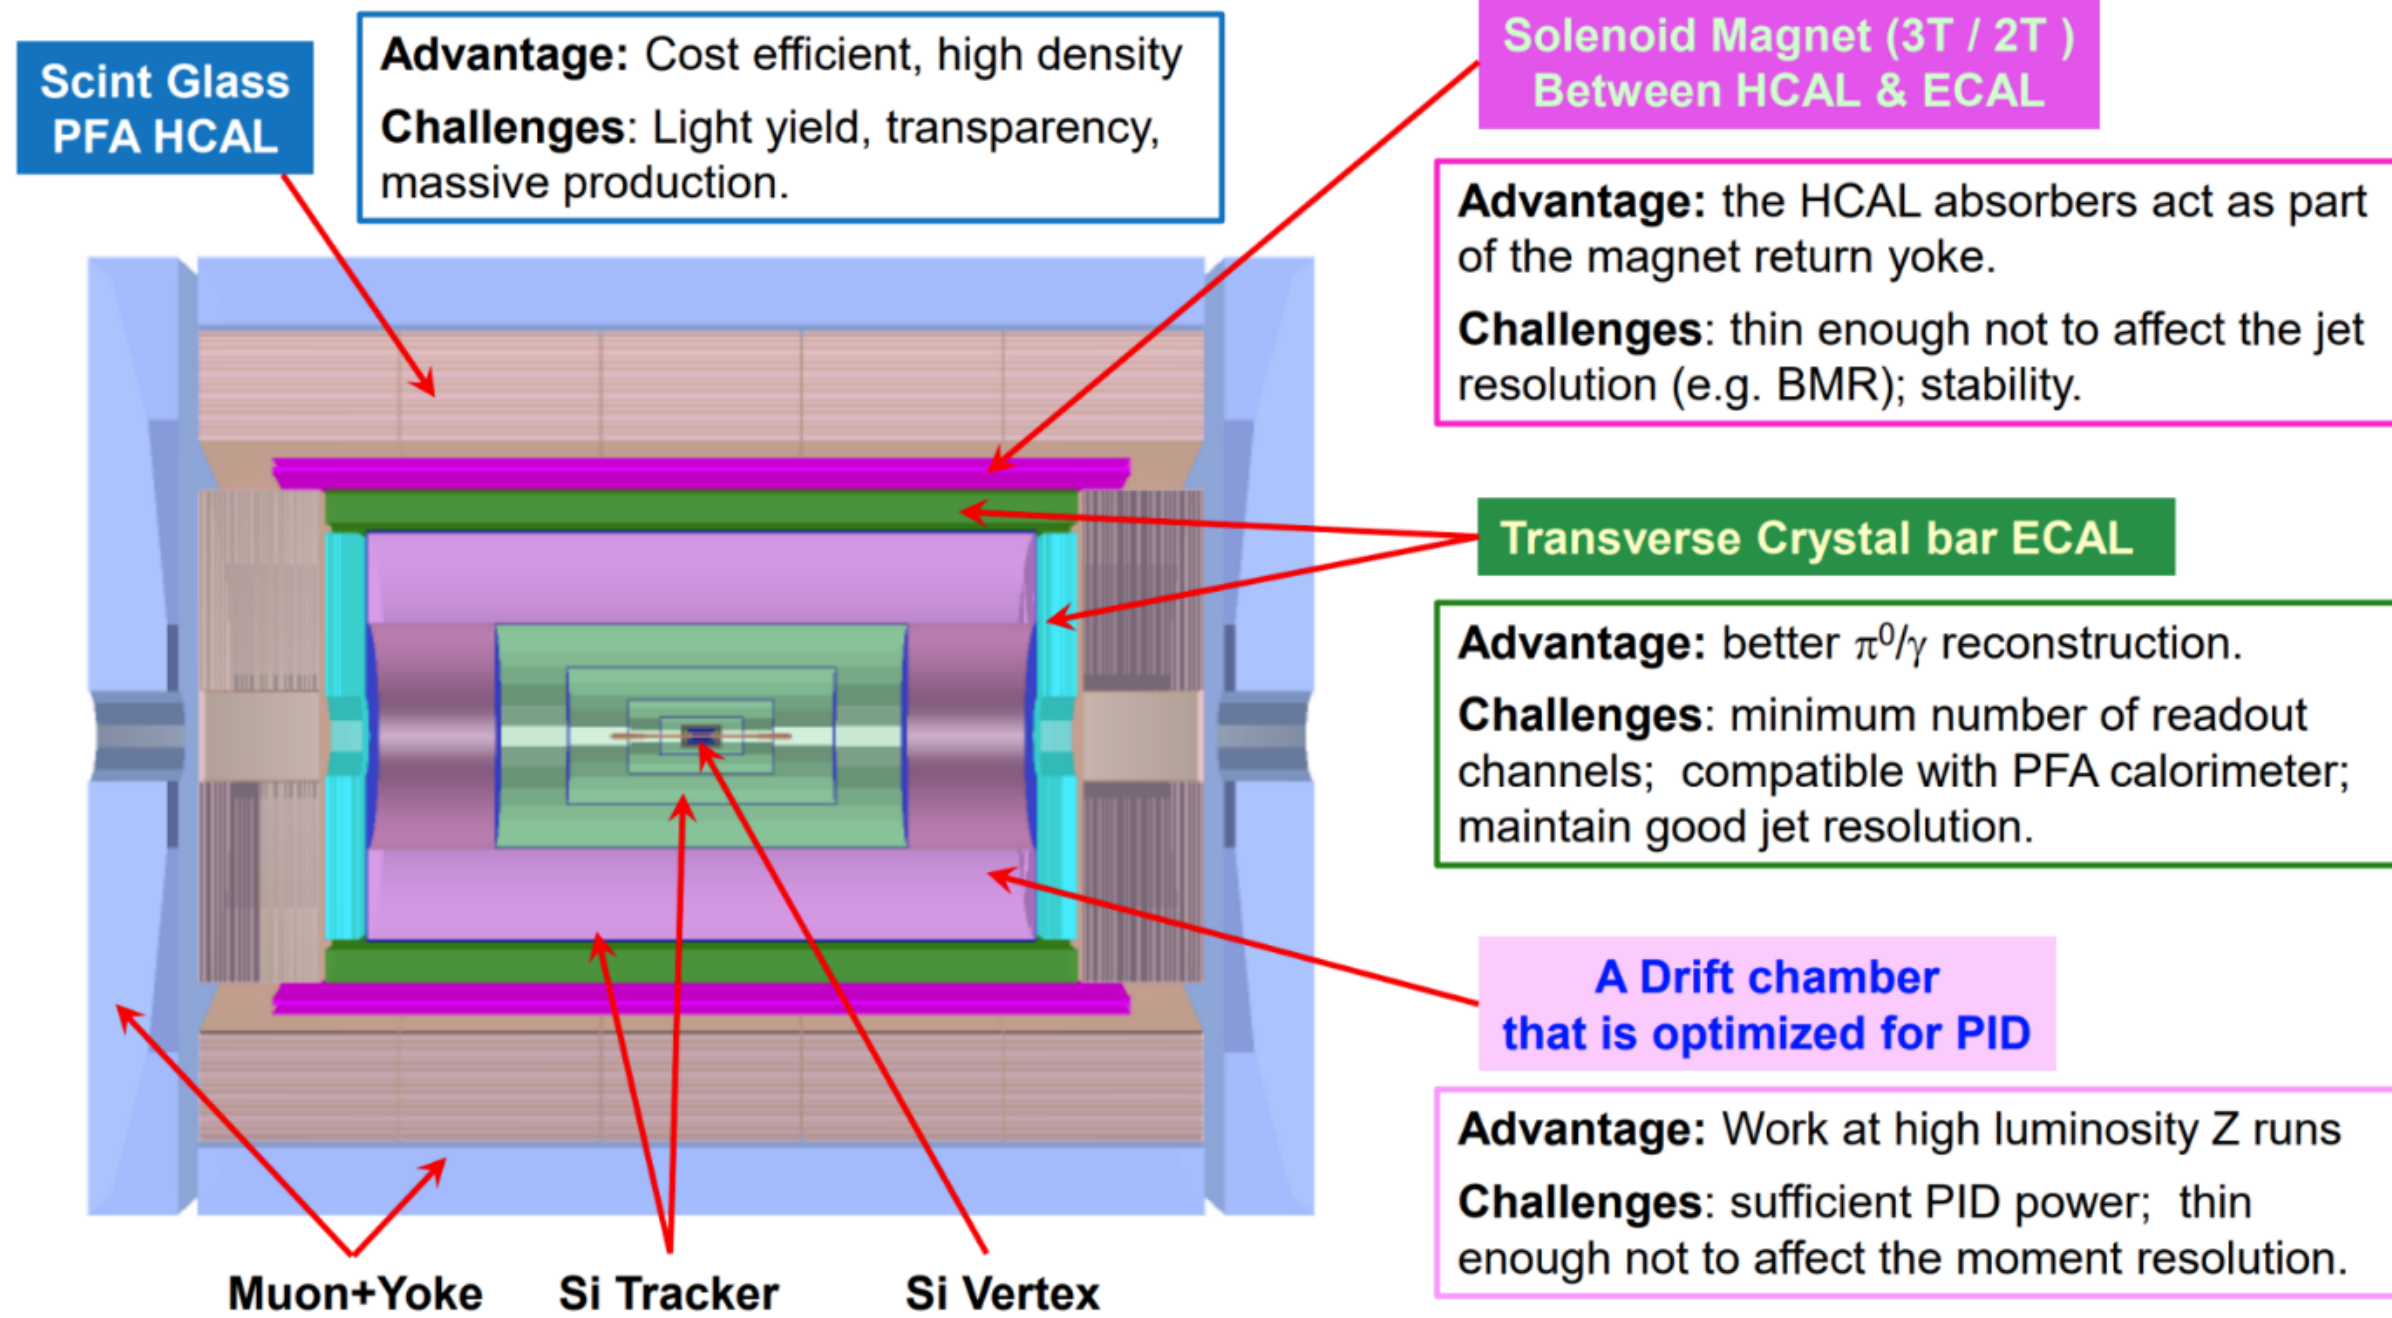 Scint Glass
PFA HCAL
Advantage: Cost efficient, high density
Challenges: Light yield, transparency,
massive production.
Solenoid Magnet (3T / 2T )
Between HCAL & ECAL
Advantage: the HCAL absorbers act as part
of the magnet return yoke.
Challenges: thin enough not to affect the jet
resolution (e.g. BMR); stability.
Transverse Crystal bar ECAL
Advantage: better π⁰/γ reconstruction.
Challenges: minimum number of readout
channels; compatible with PFA calorimeter;
maintain good jet resolution.
A Drift chamber
that is optimized for PID
Advantage: Work at high luminosity Z runs
Challenges: sufficient PID power; thin
enough not to affect the moment resolution.
Muon+Yoke
Si Tracker
Si Vertex